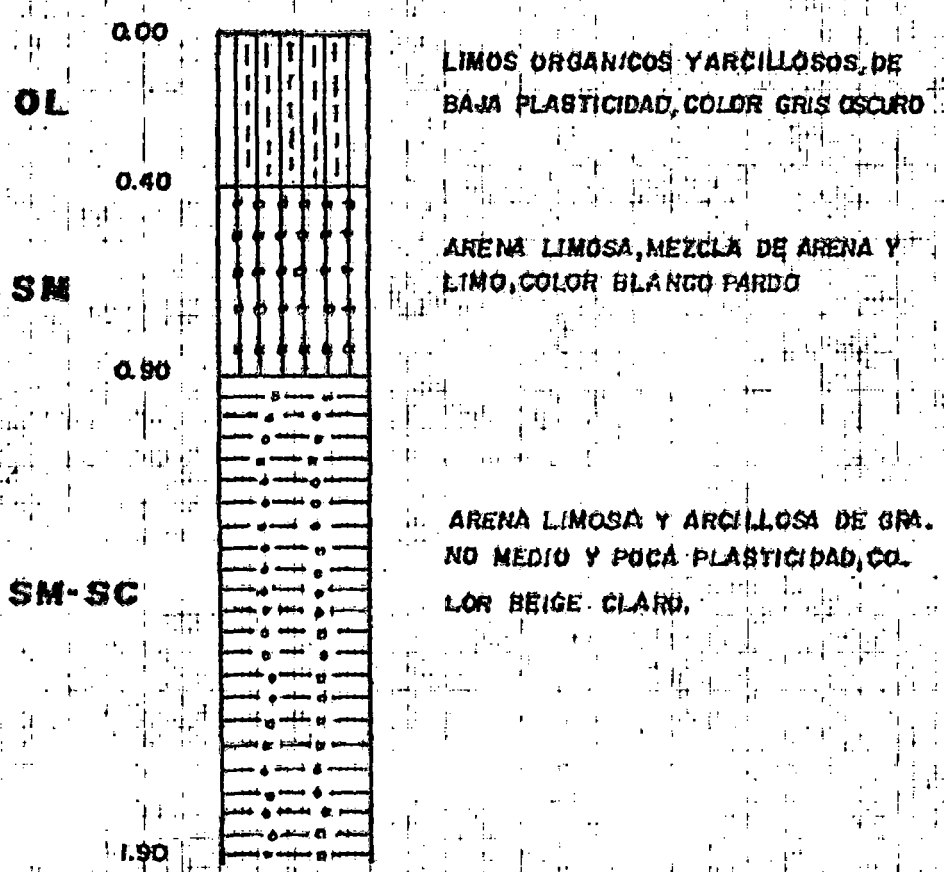 0.00
LIMOS ORGANICOS Y ARCILLOSOS, DE
OL
BAJA PLASTICIDAD, COLOR GRIS OSCURO
0.40
ARENA LIMOSA, MEZCLA DE ARENA Y
SM
LIMO, COLOR BLANCO PARDO
0.90
ARENA LIMOSA Y ARCILLOSA DE GRA-
NO MEDIO Y POCA PLASTICIDAD, CO-
SM-SC
LOR BEIGE CLARO.
1.90